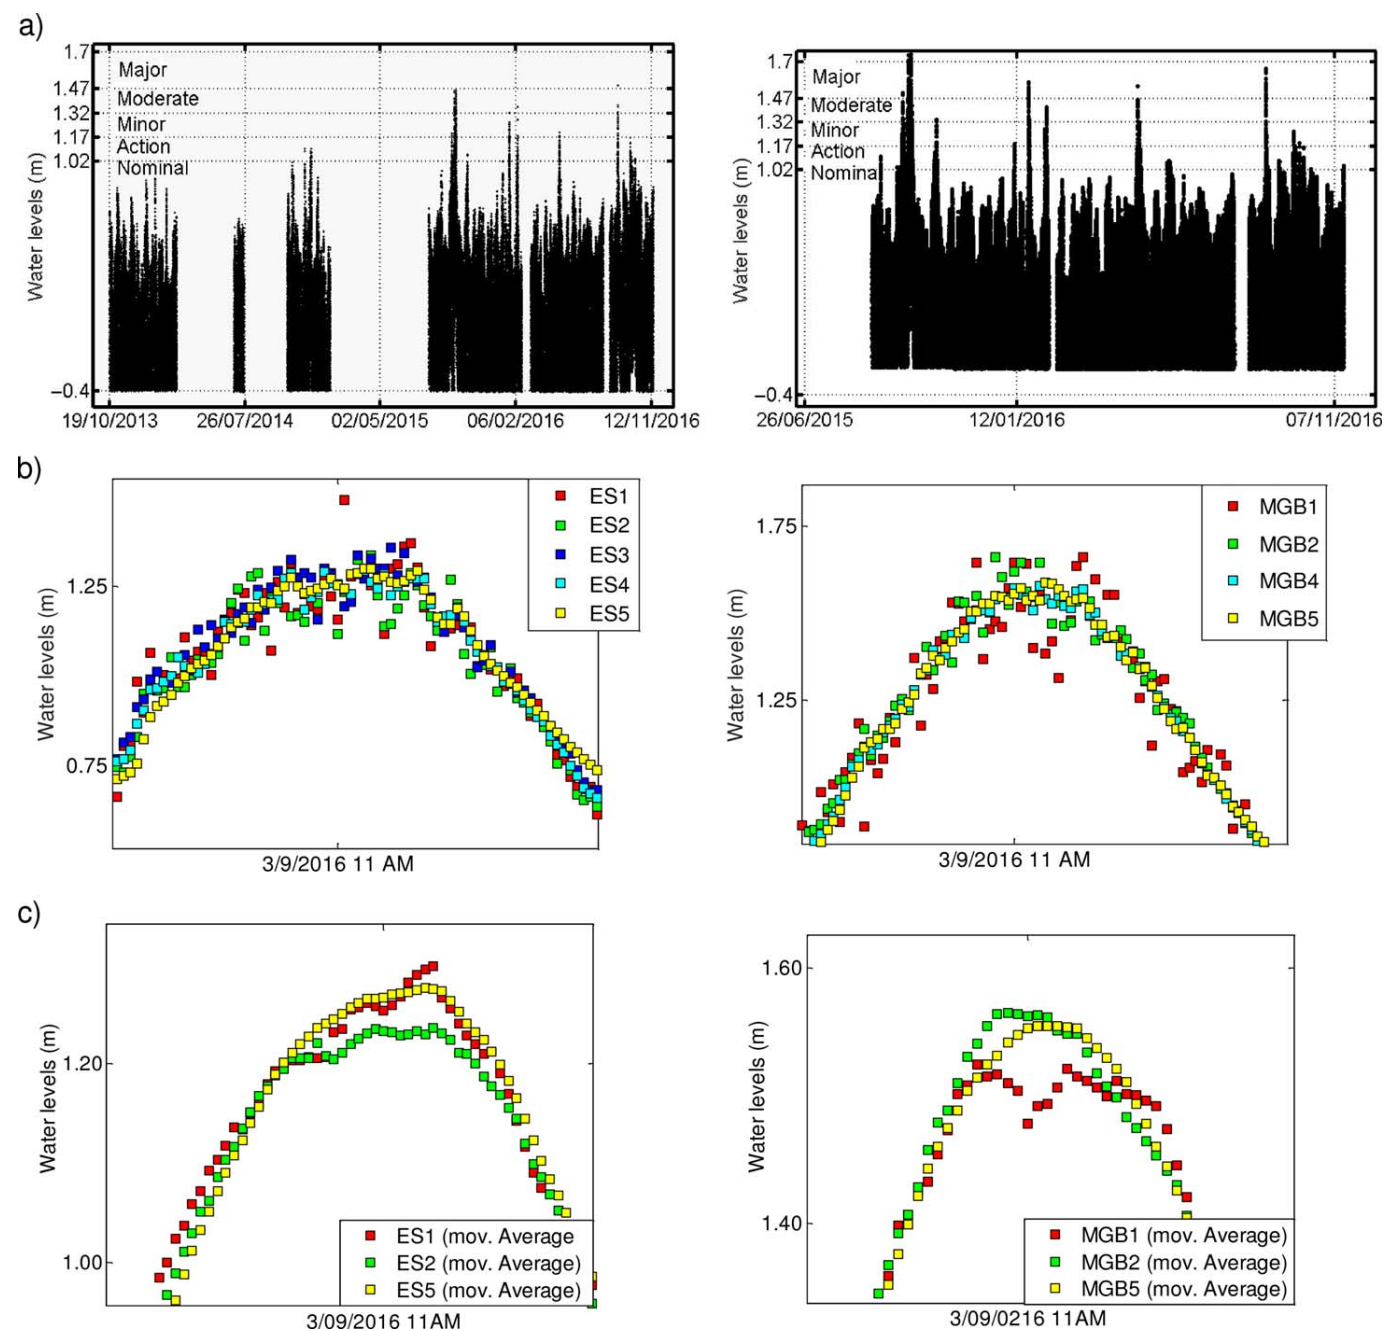 a)
1.7
Major
1.47
Moderate
1.32
Minor
1.17
Action
1.02
Nominal
Water levels (m)
−0.4
19/10/2013
26/07/2014
02/05/2015
06/02/2016
12/11/2016
1.7
Major
1.47
Moderate
1.32
Minor
1.17
Action
1.02
Nominal
Water levels (m)
−0.4
26/06/2015
12/01/2016
07/11/2016
b)
ES1
ES2
ES3
ES4
ES5
1.25
Water levels (m)
0.75
3/9/2016 11 AM
MGB1
MGB2
MGB4
MGB5
1.75
Water levels (m)
1.25
3/9/2016 11 AM
c)
Water levels (m)
1.20
1.00
ES1 (mov. Average
ES2 (mov. Average)
ES5 (mov. Average)
3/09/2016 11AM
1.60
Water levels (m)
1.40
MGB1 (mov. Average)
MGB2 (mov. Average)
MGB5 (mov. Average)
3/09/0216 11AM